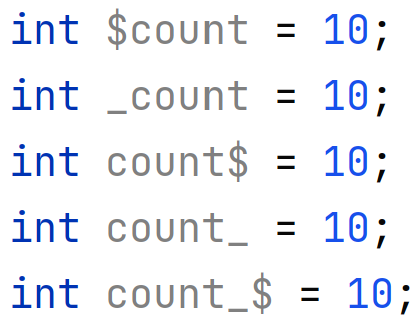 int $count = 10;
int _count = 10;
int count$ = 10;
int count_ = 10;
int count_$ = 10;